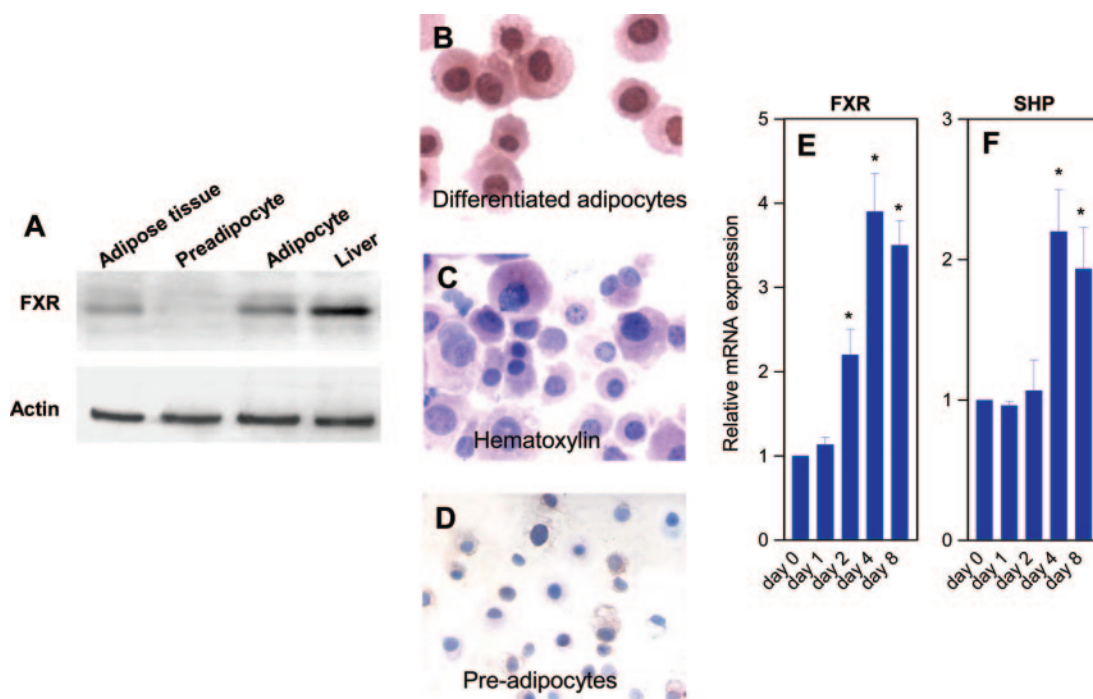 A
Adipose tissue
Preadipocyte
Adipocyte
Liver
FXR
Actin
B
Differentiated adipocytes
C
Hematoxylin
D
Pre-adipocytes
FXR
E
Relative mRNA expression
5
4
3
2
1
0
*
*
*
day 0
day 1
day 2
day 4
day 8
SHP
F
3
2
1
0
*
*
day 0
day 1
day 2
day 4
day 8